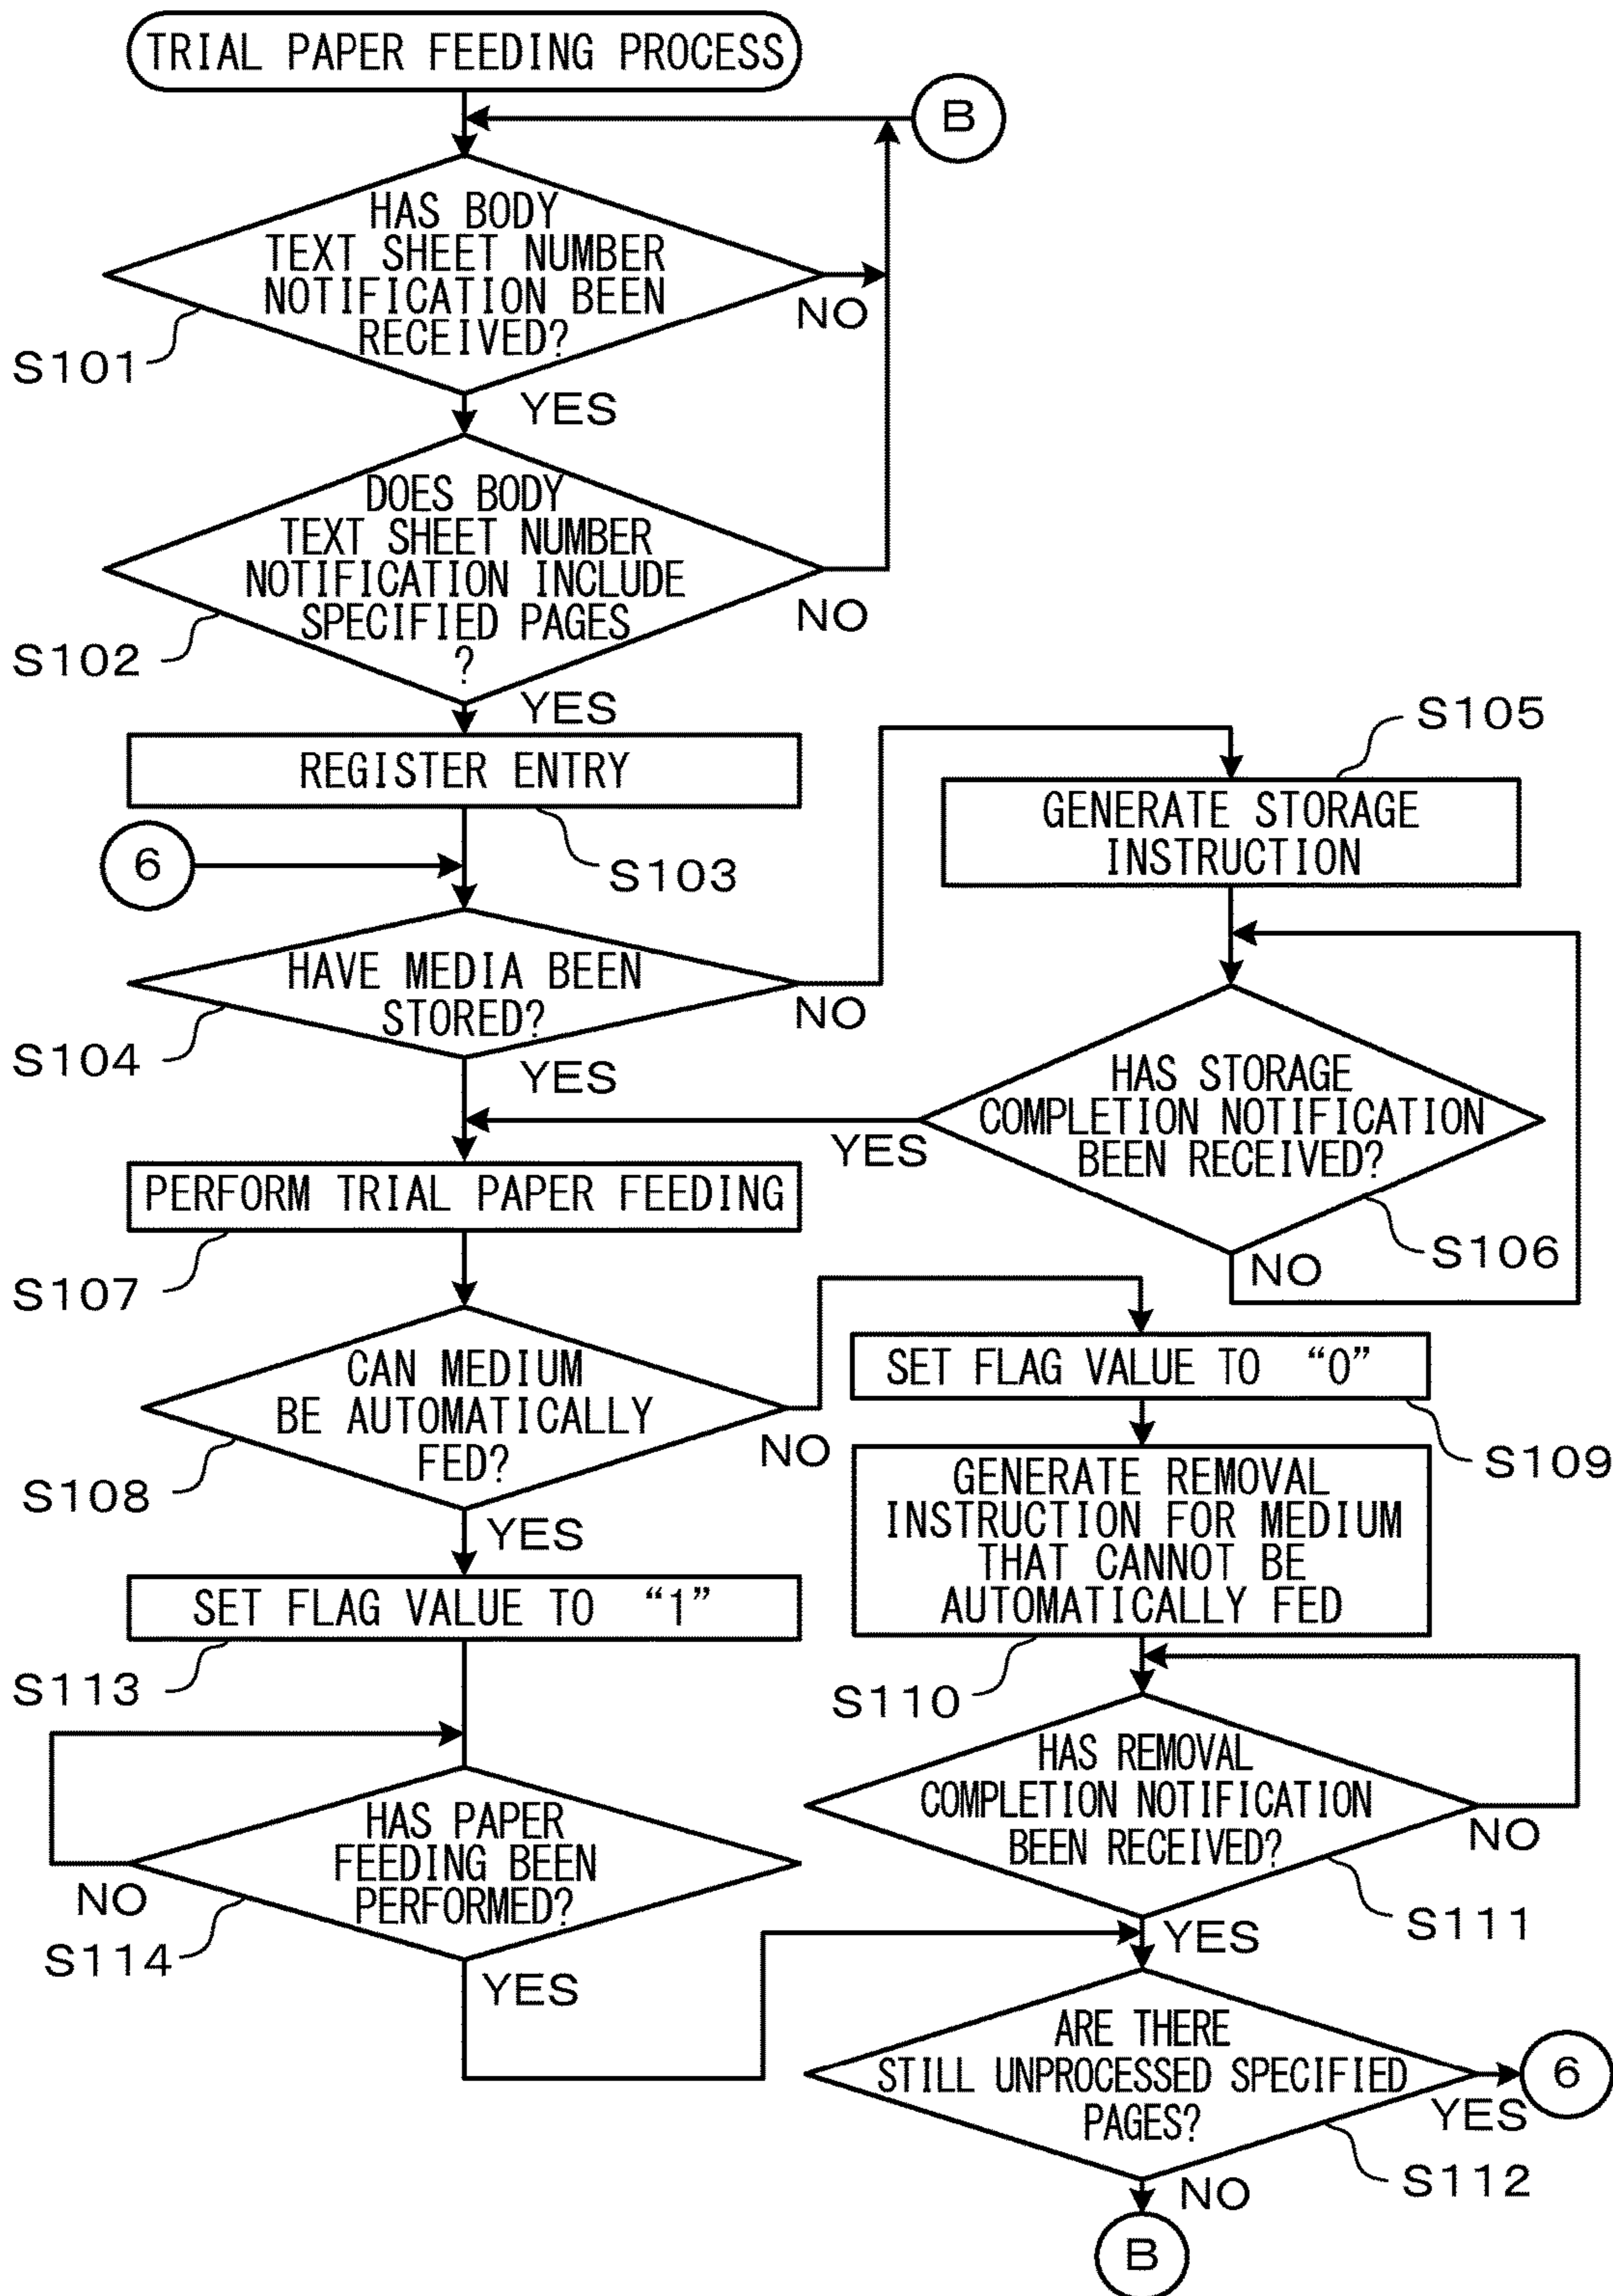 TRIAL PAPER FEEDING PROCESS
B
HAS BODY
TEXT SHEET NUMBER
NOTIFICATION BEEN
RECEIVED?
NO
S101
YES
DOES BODY
TEXT SHEET NUMBER
NOTIFICATION INCLUDE
SPECIFIED PAGES
?
NO
S102
YES
REGISTER ENTRY
S103
6
HAVE MEDIA BEEN
STORED?
NO
S104
YES
S105
GENERATE STORAGE
INSTRUCTION
HAS STORAGE
COMPLETION NOTIFICATION
BEEN RECEIVED?
YES
S106
NO
PERFORM TRIAL PAPER FEEDING
S107
CAN MEDIUM
BE AUTOMATICALLY
FED?
NO
S108
YES
SET FLAG VALUE TO “0”
S109
GENERATE REMOVAL
INSTRUCTION FOR MEDIUM
THAT CANNOT BE
AUTOMATICALLY FED
S110
SET FLAG VALUE TO “1”
S113
HAS REMOVAL
COMPLETION NOTIFICATION
BEEN RECEIVED?
NO
S111
YES
HAS PAPER
FEEDING BEEN
PERFORMED?
NO
S114
YES
ARE THERE
STILL UNPROCESSED SPECIFIED
PAGES?
6
YES
S112
NO
B